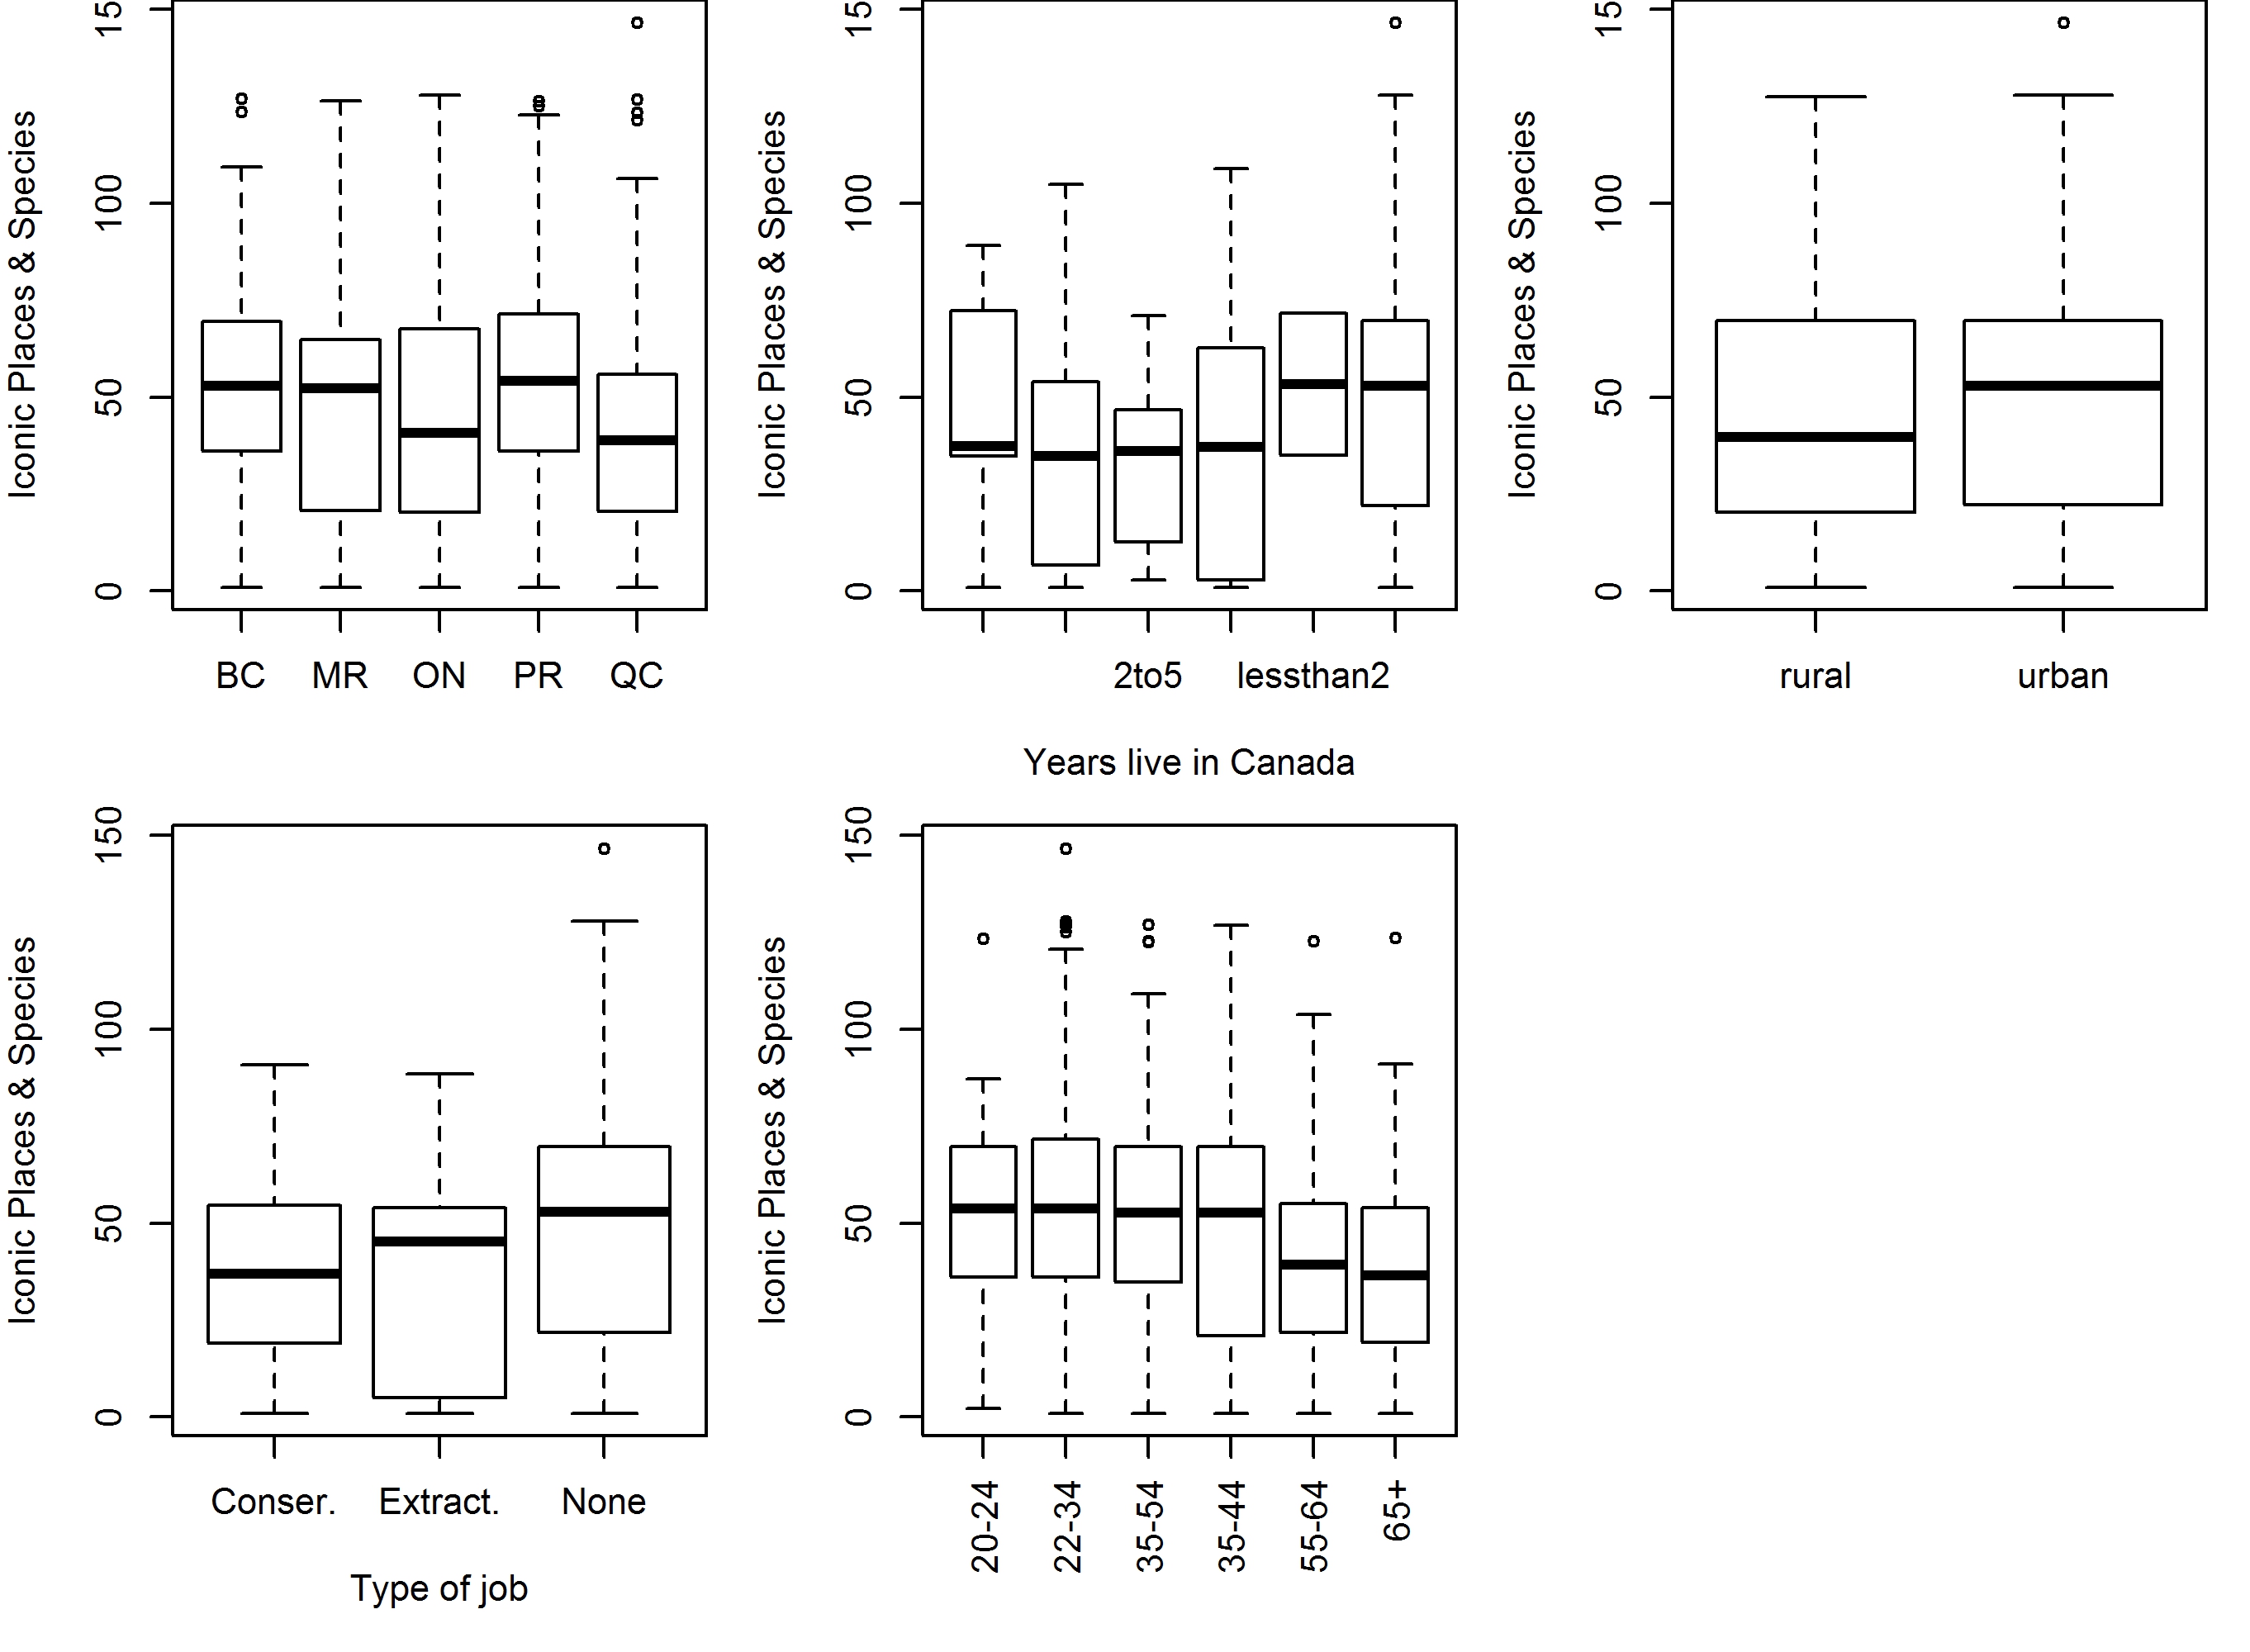 Iconic Places & Species
0 50 100 15
BC MR ON PR QC
Iconic Places & Species
0 50 100 15
2to5 lessthan2
Years live in Canada
Iconic Places & Species
0 50 100 15
rural urban
Iconic Places & Species
0 50 100 150
Conser. Extract. None
Type of job
Iconic Places & Species
0 50 100 150
20-24 22-34 35-54 35-44 55-64 65+